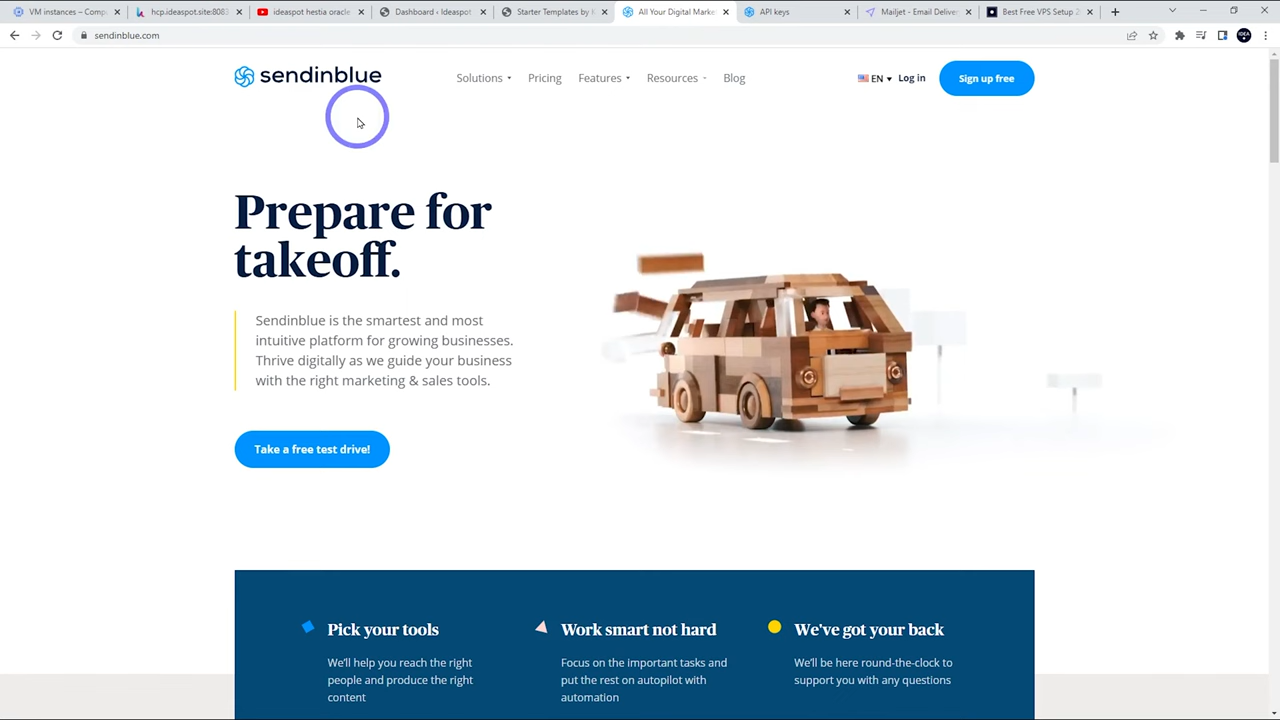 VM instances – Comp
hcp.ideaspot.site:8083
ideaspot hestia oracle
Dashboard ‹ Ideaspot
Starter Templates by K
All Your Digital Marke
API keys
Mailjet - Email Deliver
Best Free VPS Setup 2
sendinblue.com
sendinblue
Solutions
Pricing
Features
Resources
Blog
EN
Log in
Sign up free
Prepare for
takeoff.
Sendinblue is the smartest and most
intuitive platform for growing businesses.
Thrive digitally as we guide your business
with the right marketing & sales tools.
Take a free test drive!
Pick your tools
We'll help you reach the right
people and produce the right
content
Work smart not hard
Focus on the important tasks and
put the rest on autopilot with
automation
We've got your back
We'll be here round-the-clock to
support you with any questions